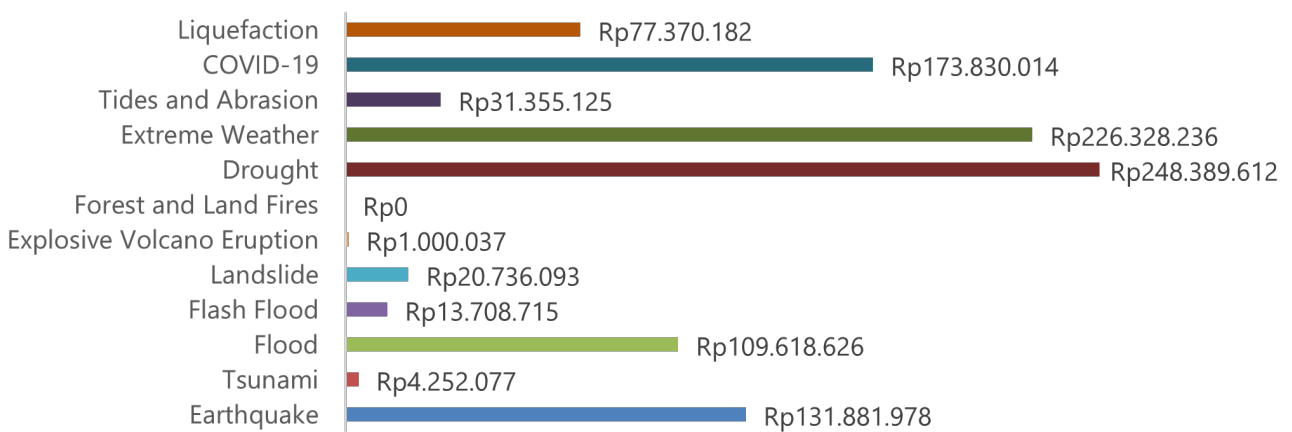 Liquefaction Rp77.370.182
COVID-19 Rp173.830.014
Tides and Abrasion Rp31.355.125
Extreme Weather Rp226.328.236
Drought Rp248.389.612
Forest and Land Fires Rp0
Explosive Volcano Eruption Rp1.000.037
Landslide Rp20.736.093
Flash Flood Rp13.708.715
Flood Rp109.618.626
Tsunami Rp4.252.077
Earthquake Rp131.881.978